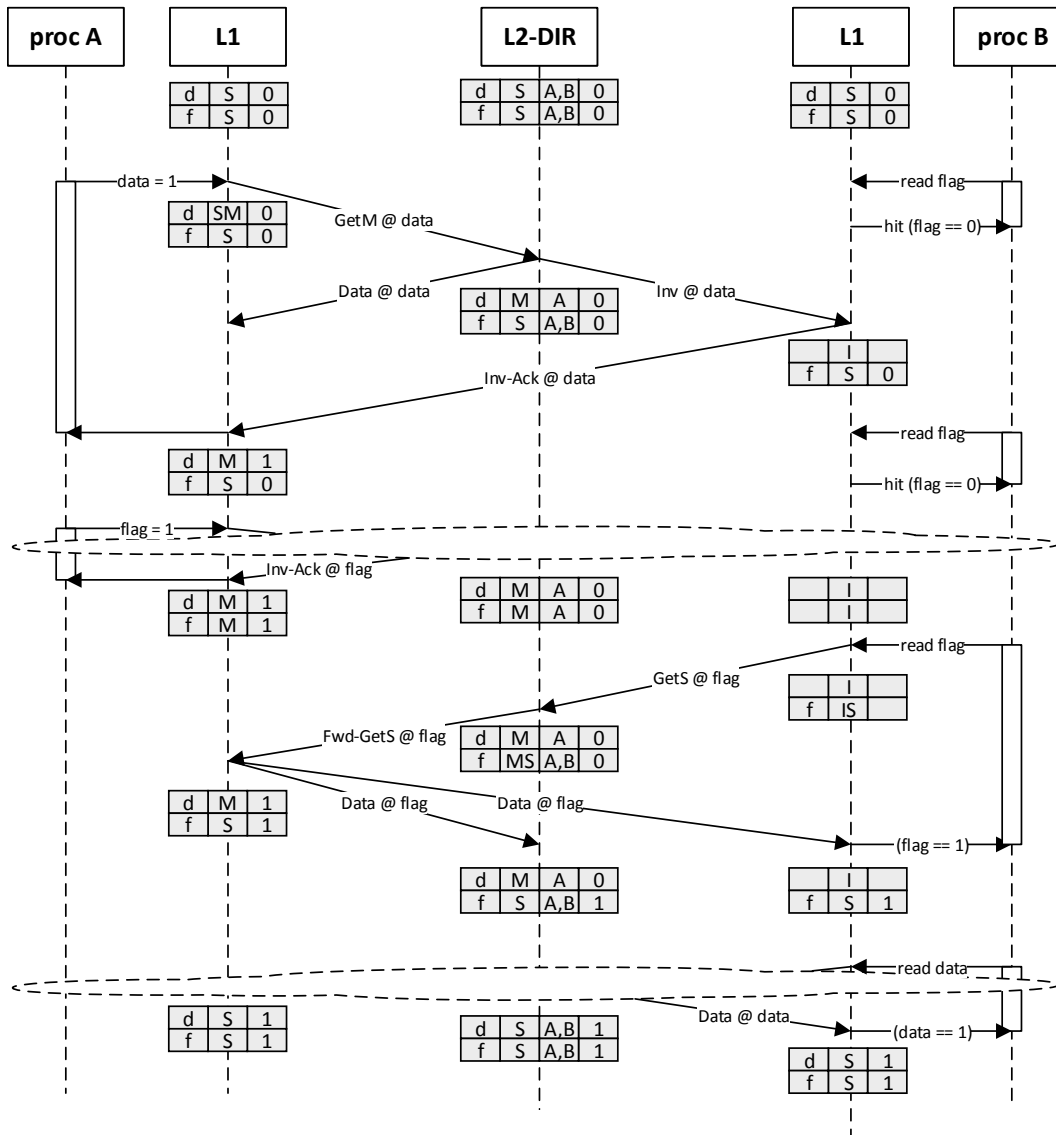 proc A L1 L2-DIR L1 proc B
d S 0 d S A,B 0 d S 0
f S 0 f S A,B 0 f S 0
data = 1 read flag
d SM 0
f S 0
GetM @ data hit (flag == 0)
Data @ data Inv @ data
d M A 0
f S A,B 0
I
f S 0
Inv-Ack @ data
read flag
d M 1
f S 0
hit (flag == 0)
flag = 1
Inv-Ack @ flag
d M 1 d M A 0 I
f M 1 f M A 0 I
read flag
GetS @ flag
I
f IS
Fwd-GetS @ flag
d M A 0
f MS A,B 0
d M 1
f S 1
Data @ flag Data @ flag
(flag == 1)
d M A 0 I
f S A,B 1 f S 1
read data
d S 1 d S A,B 1
f S 1 f S A,B 1
Data @ data (data == 1)
d S 1
f S 1